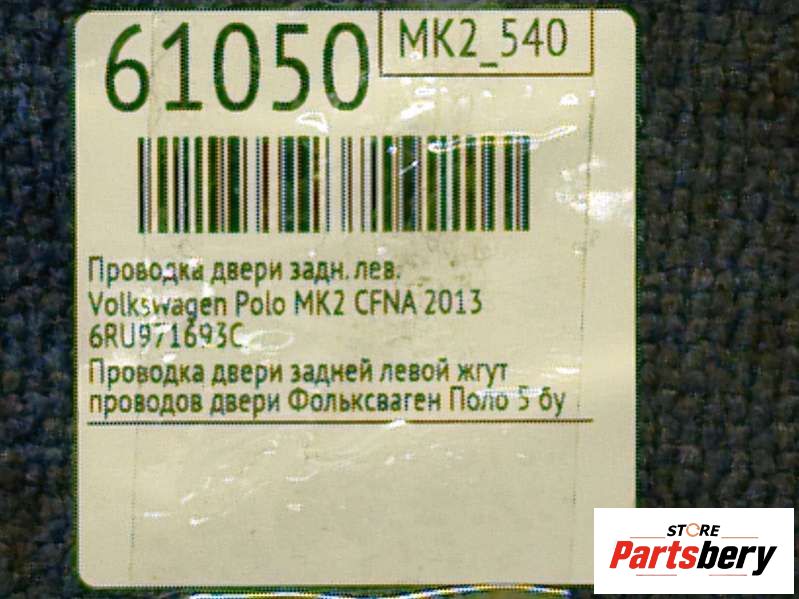 61050
MK2_540
Проводка двери задн. лев.
Volkswagen Polo MK2 CFNA 2013
6RU971693C
Проводка двери задней левой жгут
проводов двери Фольксваген Поло 5 бу
STORE
Partsbery